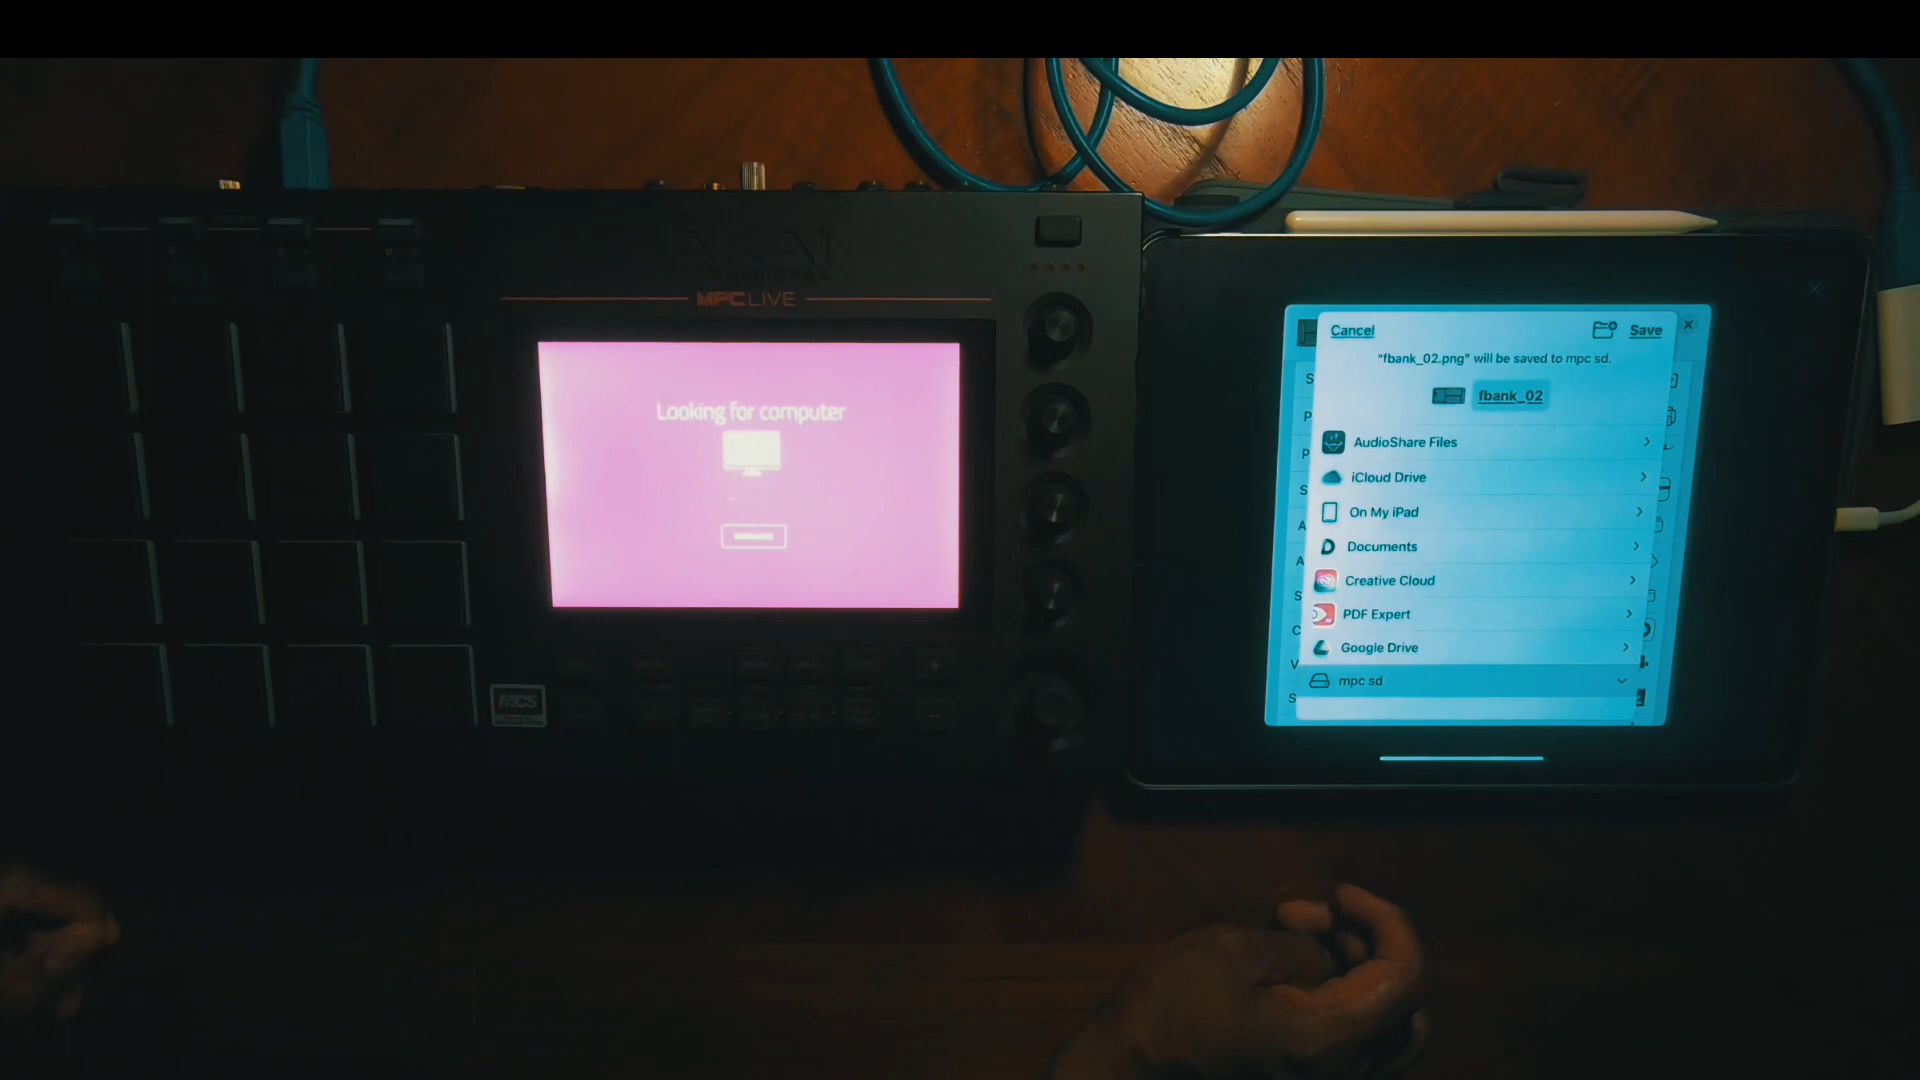 AKAI
MPC LIVE
Looking for computer
MCS
Cancel
Save
"fbank_02.png" will be saved to mpc sd.
fbank_02
AudioShare Files
iCloud Drive
On My iPad
Documents
Creative Cloud
PDF Expert
Google Drive
mpc sd
S
P
P
S
A
A
S
C
V
S